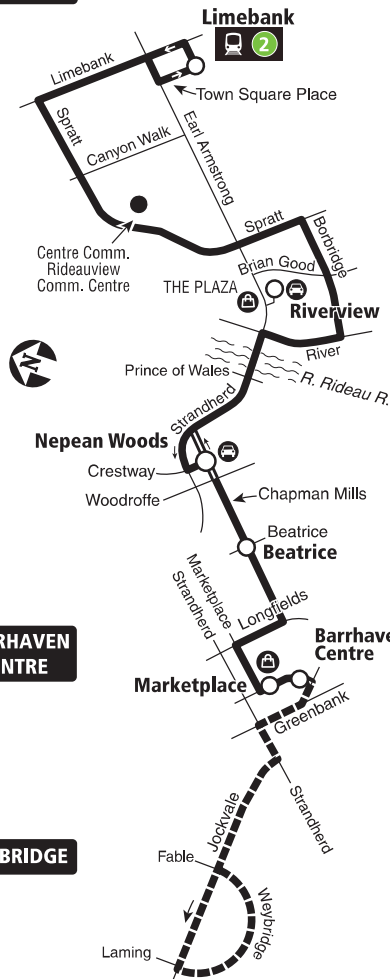 Limebank
2
Limebank
Town Square Place
Spratt
Canyon Walk
Earl Armstrong
Spratt
Borbridge
Centre Comm.
Rideauview
Comm. Centre
Brian Good
THE PLAZA
Riverview
River
N
Prince of Wales
R. Rideau R.
Strandherd
Nepean Woods
Crestway
Woodroffe
Chapman Mills
Beatrice
Beatrice
Marketplace
Strandherd
Longfields
RHAVEN
NTRE
Barrhave
Centre
Marketplace
Greenbank
Strandherd
Jockvale
BRIDGE
Fable
Weybridge
Laming